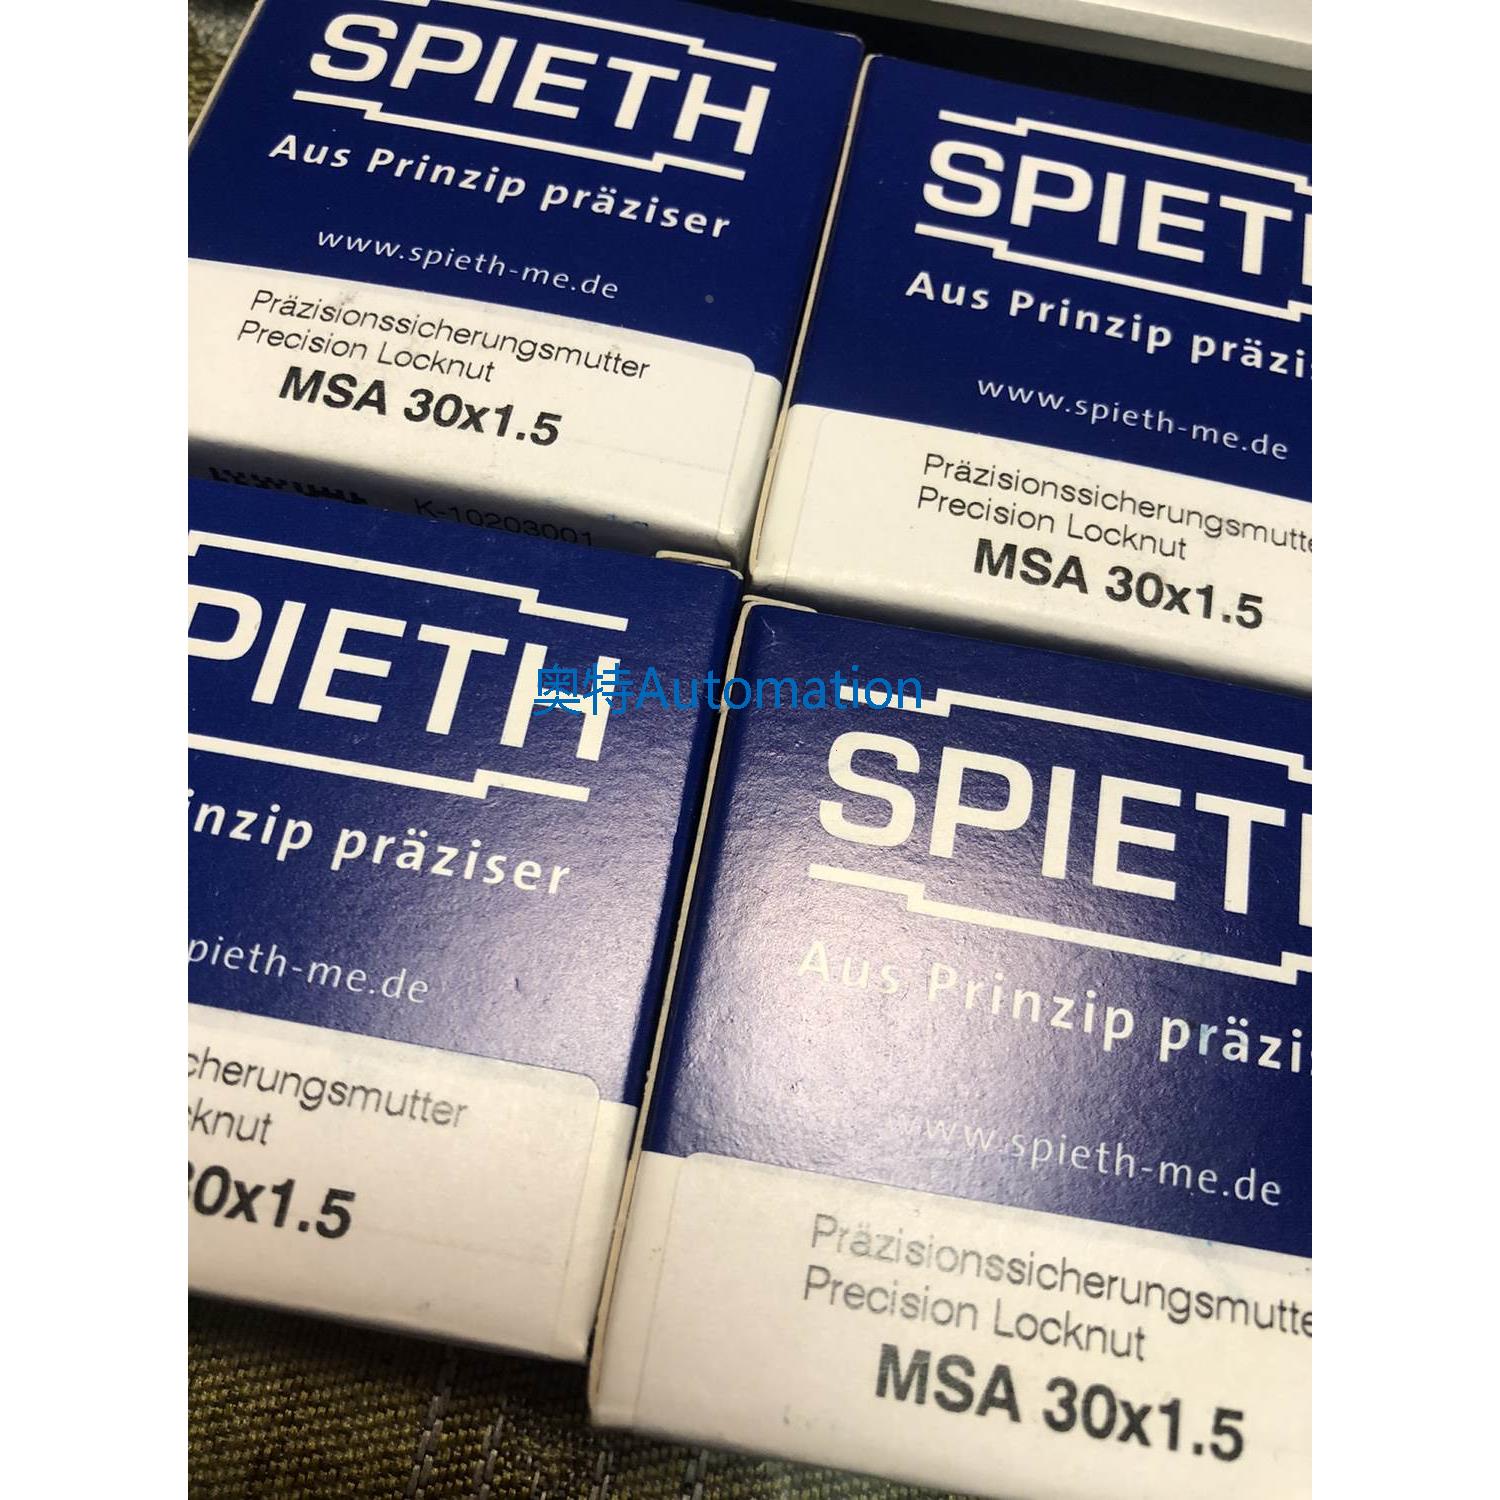 SPIETH
Aus Prinzip präziser
www.spieth-me.de
Präzisionssicherungsmutter
Precision Locknut
MSA 30x1.5
K-10203001
SPIETH
Aus Prinzip präzis
www.spieth-me.de
Präzisionssicherungsmutte
Precision Locknut
MSA 30x1.5
PIETH
inzip präziser
pieth-me.de
cherungsmutter
cknut
30x1.5
奥特Automation
SPIETH
Aus Prinzip präzis
www.spieth-me.de
Präzisionssicherungsmutte
Precision Locknut
MSA 30x1.5